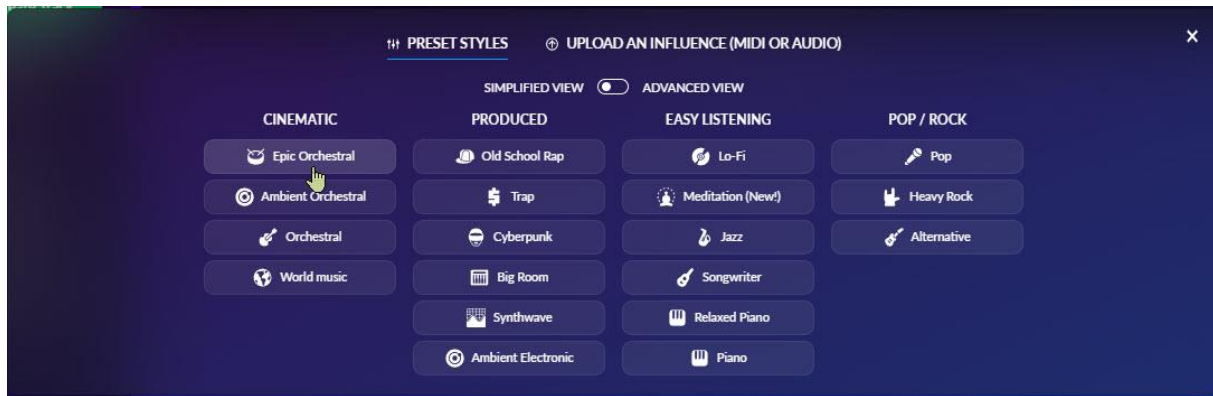 PRESET STYLES UPLOAD AN INFLUENCE (MIDI OR AUDIO)
SIMPLIFIED VIEW ADVANCED VIEW
CINEMATIC
Epic Orchestral
Ambient Orchestral
Orchestral
World music
PRODUCED
Old School Rap
Trap
Cyberpunk
Big Room
Synthwave
Ambient Electronic
EASY LISTENING
Lo-Fi
Meditation (New!)
Jazz
Songwriter
Relaxed Piano
Piano
POP / ROCK
Pop
Heavy Rock
Alternative